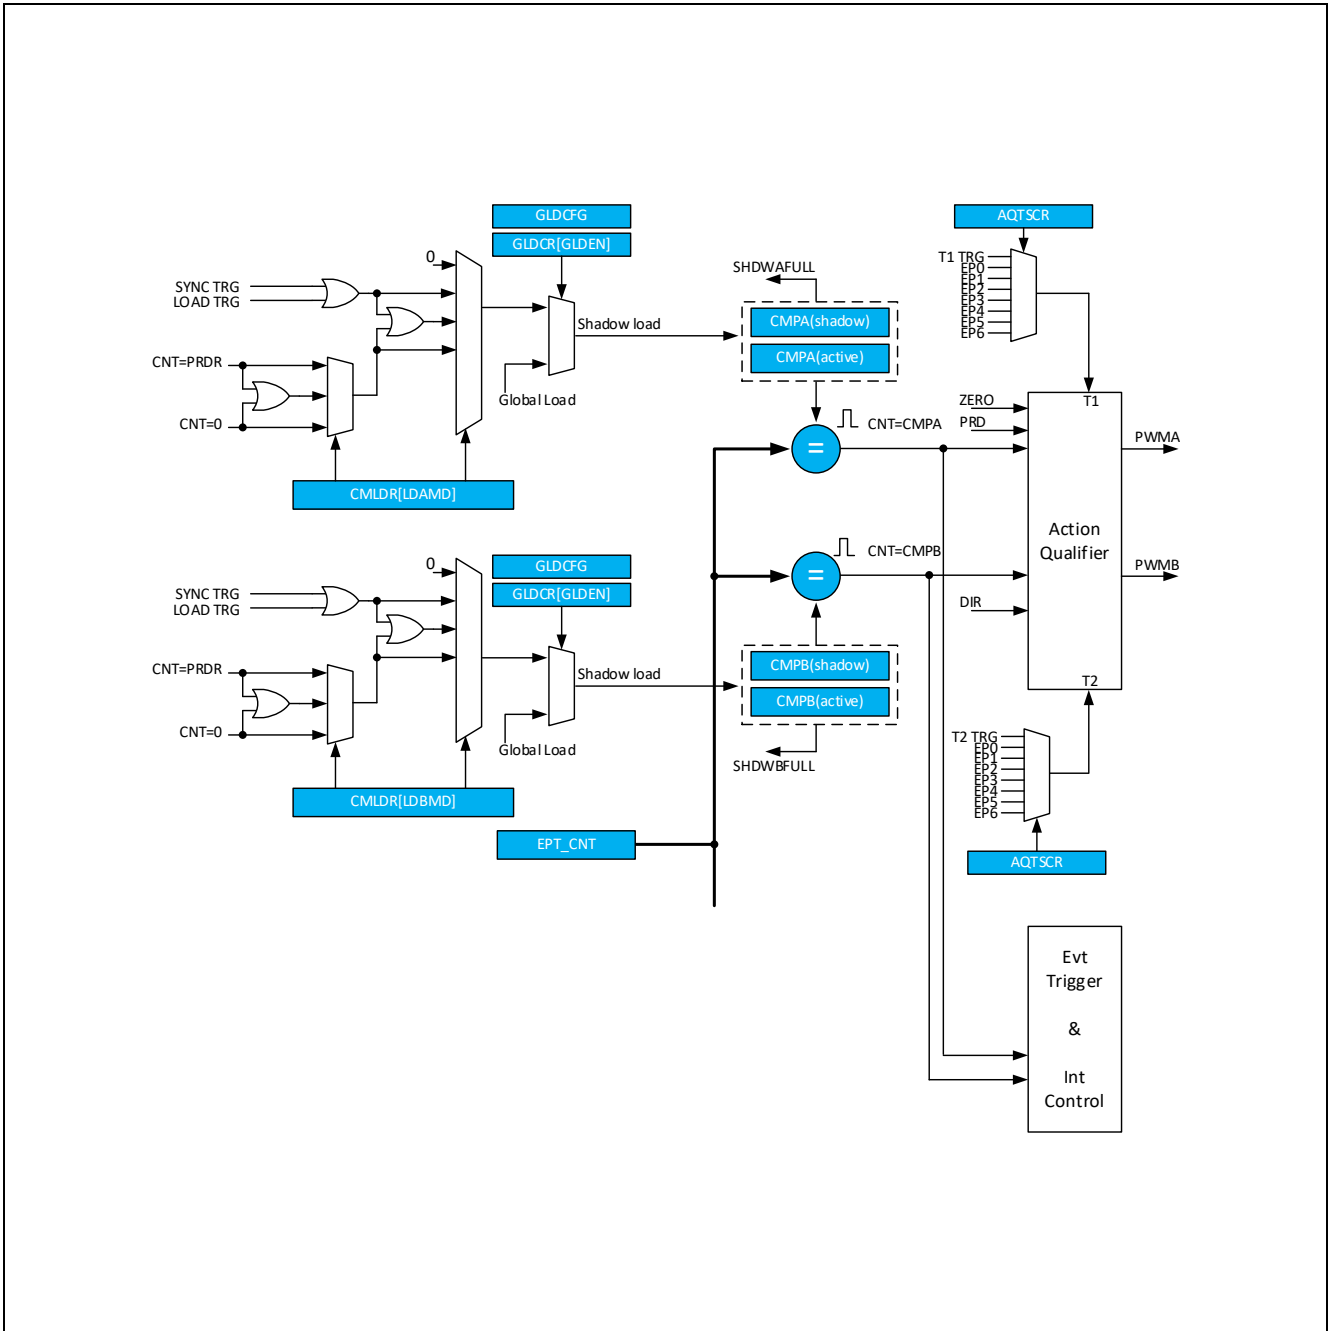 GLDCFG
GLDCR[GLDEN]
0
SYNC TRG
LOAD TRG
CNT=PRDR
CNT=0
Shadow load
Global Load
CMLDR[LDAMD]
SHDWAFULL
CMPA(shadow)
CMPA(active)
=
CNT=CMPA
AQTSCR
T1 TRG
EP0
EP1
EP2
EP3
EP4
EP5
EP6
ZERO
PRD
T1
PWMA
Action
Qualifier
PWMB
DIR
T2
GLDCFG
GLDCR[GLDEN]
0
SYNC TRG
LOAD TRG
CNT=PRDR
CNT=0
Shadow load
Global Load
CMLDR[LDBMD]
=
CNT=CMPB
CMPB(shadow)
CMPB(active)
SHDWBFULL
T2 TRG
EP0
EP1
EP2
EP3
EP4
EP5
EP6
AQTSCR
EPT_CNT
Evt
Trigger
&
Int
Control